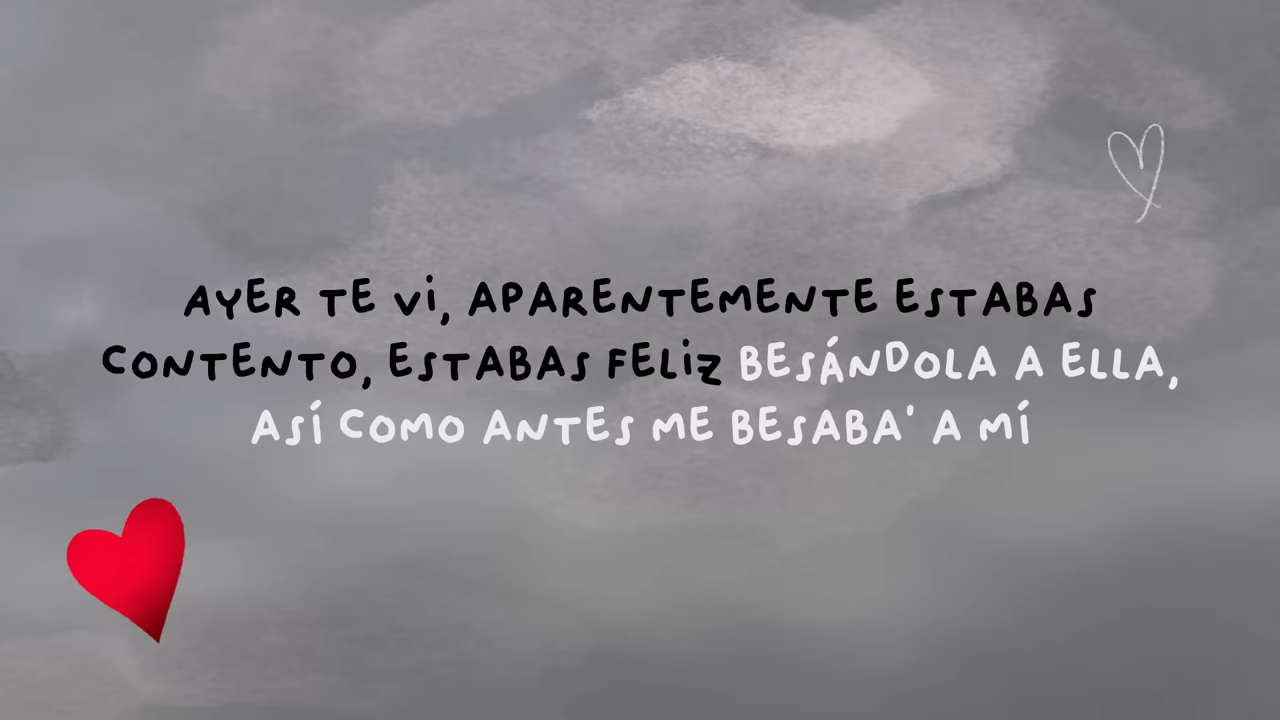 AYER TE Vi, APARENTEMENTE ESTABAS
CONTENTO, ESTABAS FELiZ BESÁNDOLA A ELLA,
ASÍ COMO ANTES ME BESABA' A MÍ